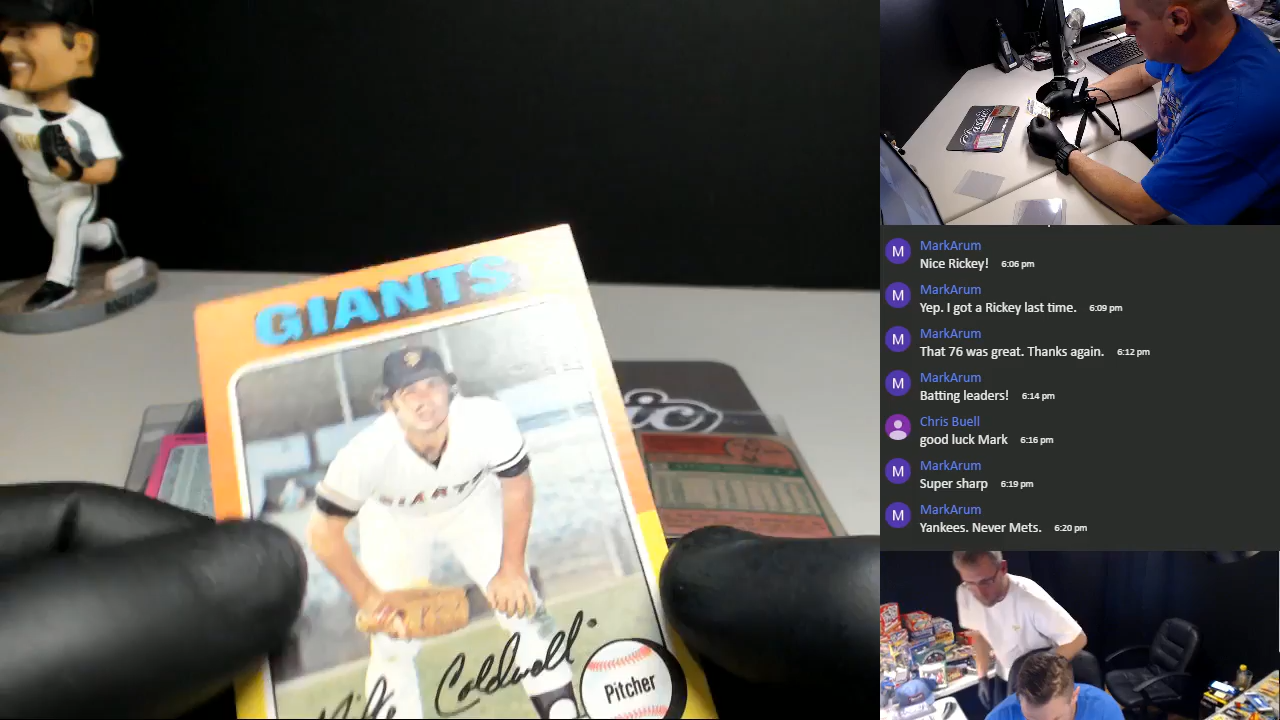 GIANTS
GIANTS
Mike Caldwell
Pitcher
MarkArum
Nice Rickey! 6:06 pm
MarkArum
Yep. I got a Rickey last time. 6:09 pm
MarkArum
That 76 was great. Thanks again. 6:12 pm
MarkArum
Batting leaders! 6:14 pm
Chris Buell
good luck Mark 6:16 pm
MarkArum
Super sharp 6:19 pm
MarkArum
Yankees. Never Mets. 6:20 pm
M
M
M
M
M
M